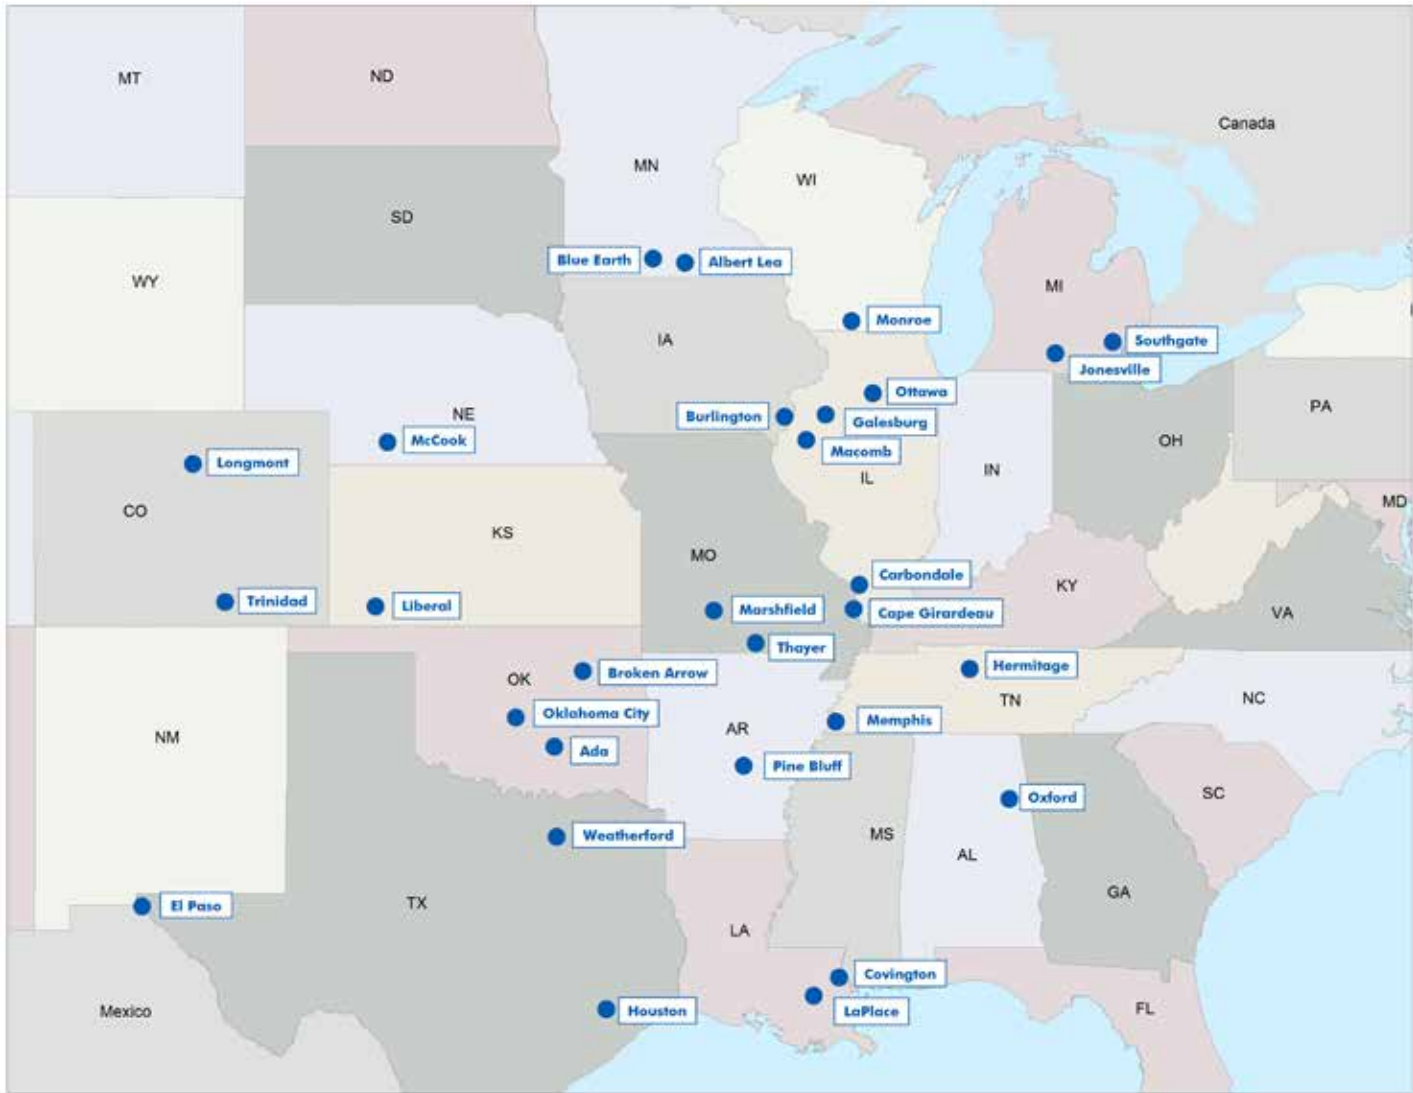 MT
ND
Canada
MN
WI
SD
Blue Earth
Albert Lea
WY
MI
Monroe
IA
Southgate
Jonesville
Ottawa
Burlington
Galesburg
PA
NE
McCook
OH
Macomb
Longmont
IL
IN
MD
CO
KS
MO
Carbondale
KY
Trinidad
Liberal
Marshfield
Cape Girardeau
VA
Thayer
OK
Broken Arrow
Hermitage
NC
TN
Oklahoma City
Memphis
NM
AR
Ada
Pine Bluff
Oxford
SC
Weatherford
MS
AL
GA
TX
El Paso
LA
Covington
Mexico
Houston
LaPlace
FL